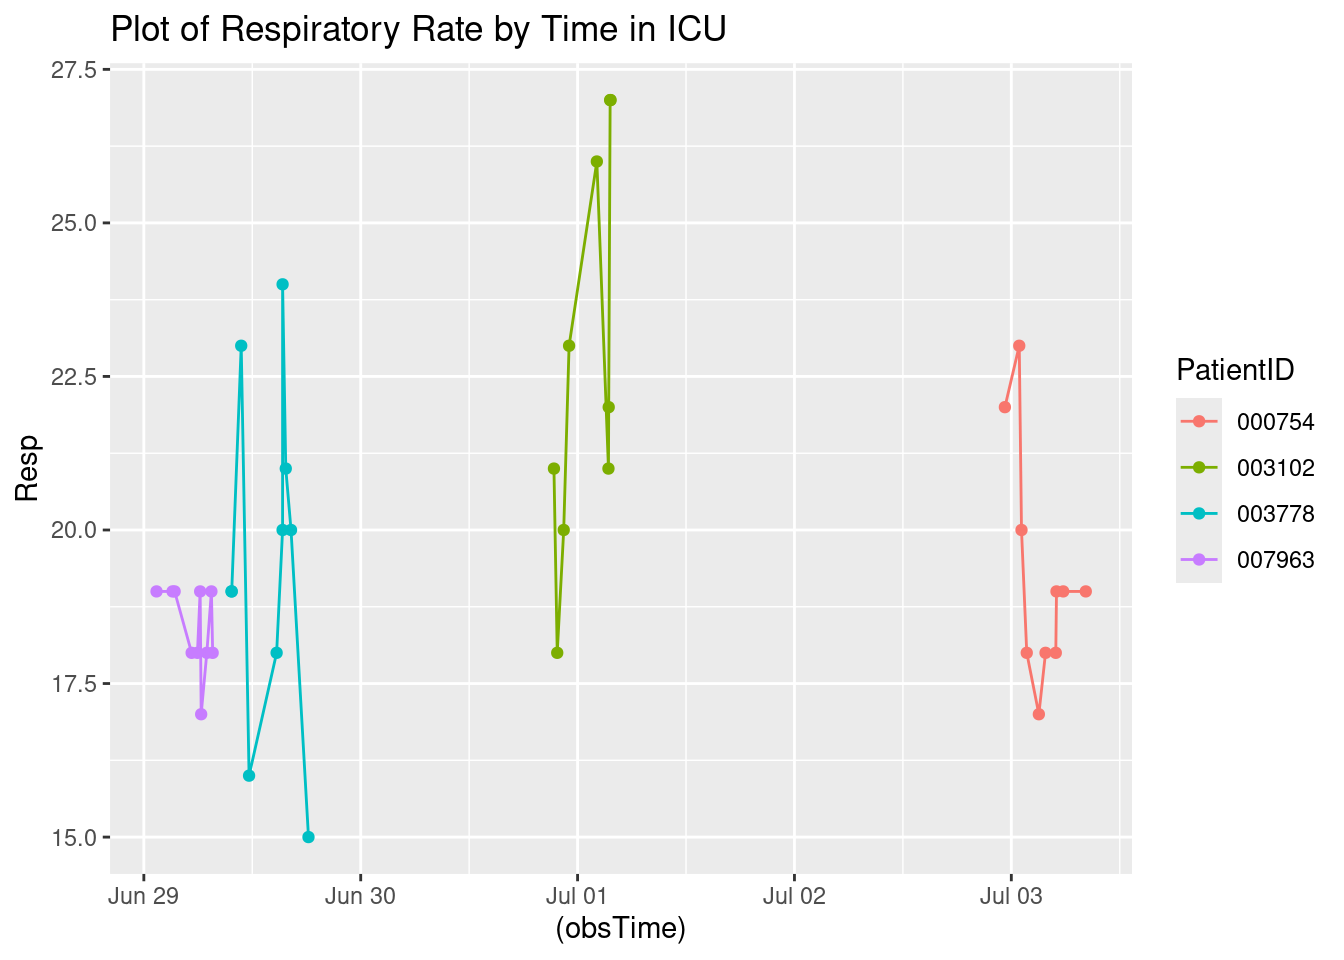 Plot of Respiratory Rate by Time in ICU
27.5
25.0
22.5
20.0
17.5
15.0
Resp
Jun 29 Jun 30 Jul 01 Jul 02 Jul 03
(obsTime)
PatientID
000754
003102
003778
007963